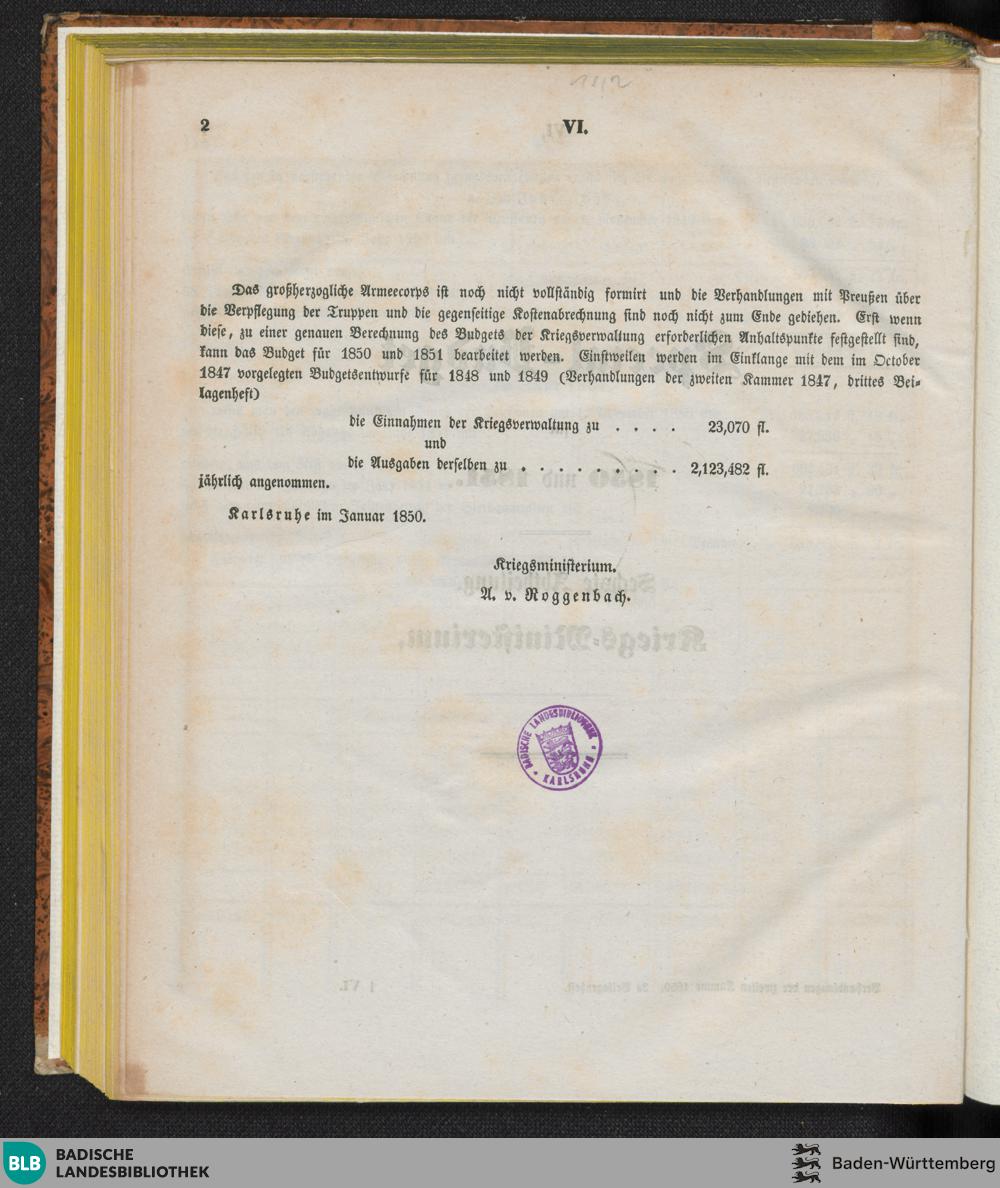 1112
2
VI.
Das großherzogliche Armeecorps ist noch nicht vollständig formirt und die Verhandlungen mit Preußen über
die Verpflegung der Truppen und die gegenseitige Kostenabrechnung sind noch nicht zum Ende gediehen. Erst wenn
diese, zu einer genauen Berechnung des Budgets der Kriegsverwaltung erforderlichen Anhaltspunkte festgestellt sind,
kann das Budget für 1850 und 1851 bearbeitet werden. Einstweilen werden im Einklange mit dem im October
1847 vorgelegten Budgetsentwurfe für 1848 und 1849 (Verhandlungen der zweiten Kammer 1847, drittes Bei-
lagenheft)
die Einnahmen der Kriegsverwaltung zu . . . . 23,070 fl.
und
die Ausgaben derselben zu . . . . . . . . . 2,123,482 fl.
jährlich angenommen.
Karlsruhe im Januar 1850.
Kriegsministerium.
A. v. Roggenbach.
BADISCHE LANDESBIBLIOTHEK
KARLSRUHE
BLB
BADISCHE
LANDESBIBLIOTHEK
Baden-Württemberg